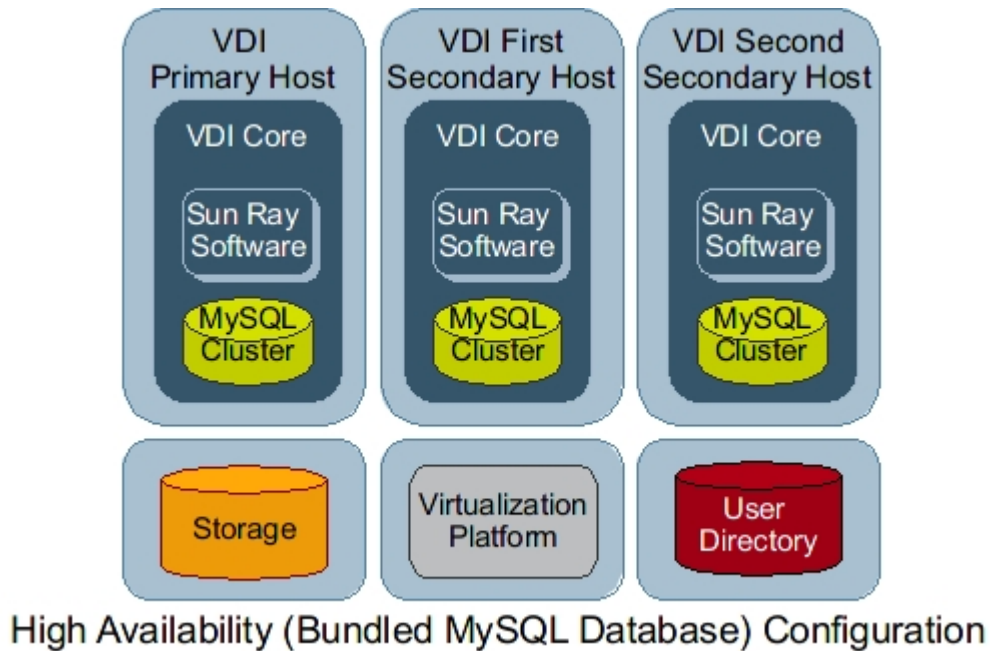 VDI
Primary Host
VDI Core
Sun Ray
Software
MySQL
Cluster
VDI First
Secondary Host
VDI Core
Sun Ray
Software
MySQL
Cluster
VDI Second
Secondary Host
VDI Core
Sun Ray
Software
MySQL
Cluster
Storage
Virtualization
Platform
User
Directory
High Availability (Bundled MySQL Database) Configuration